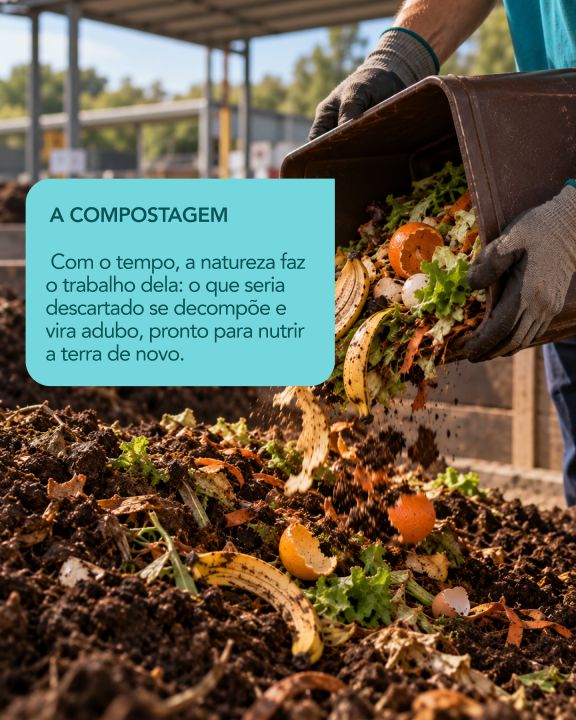 A COMPOSTAGEM
Com o tempo, a natureza faz
o trabalho dela: o que seria
descartado se decompõe e
vira adubo, pronto para nutrir
a terra de novo.